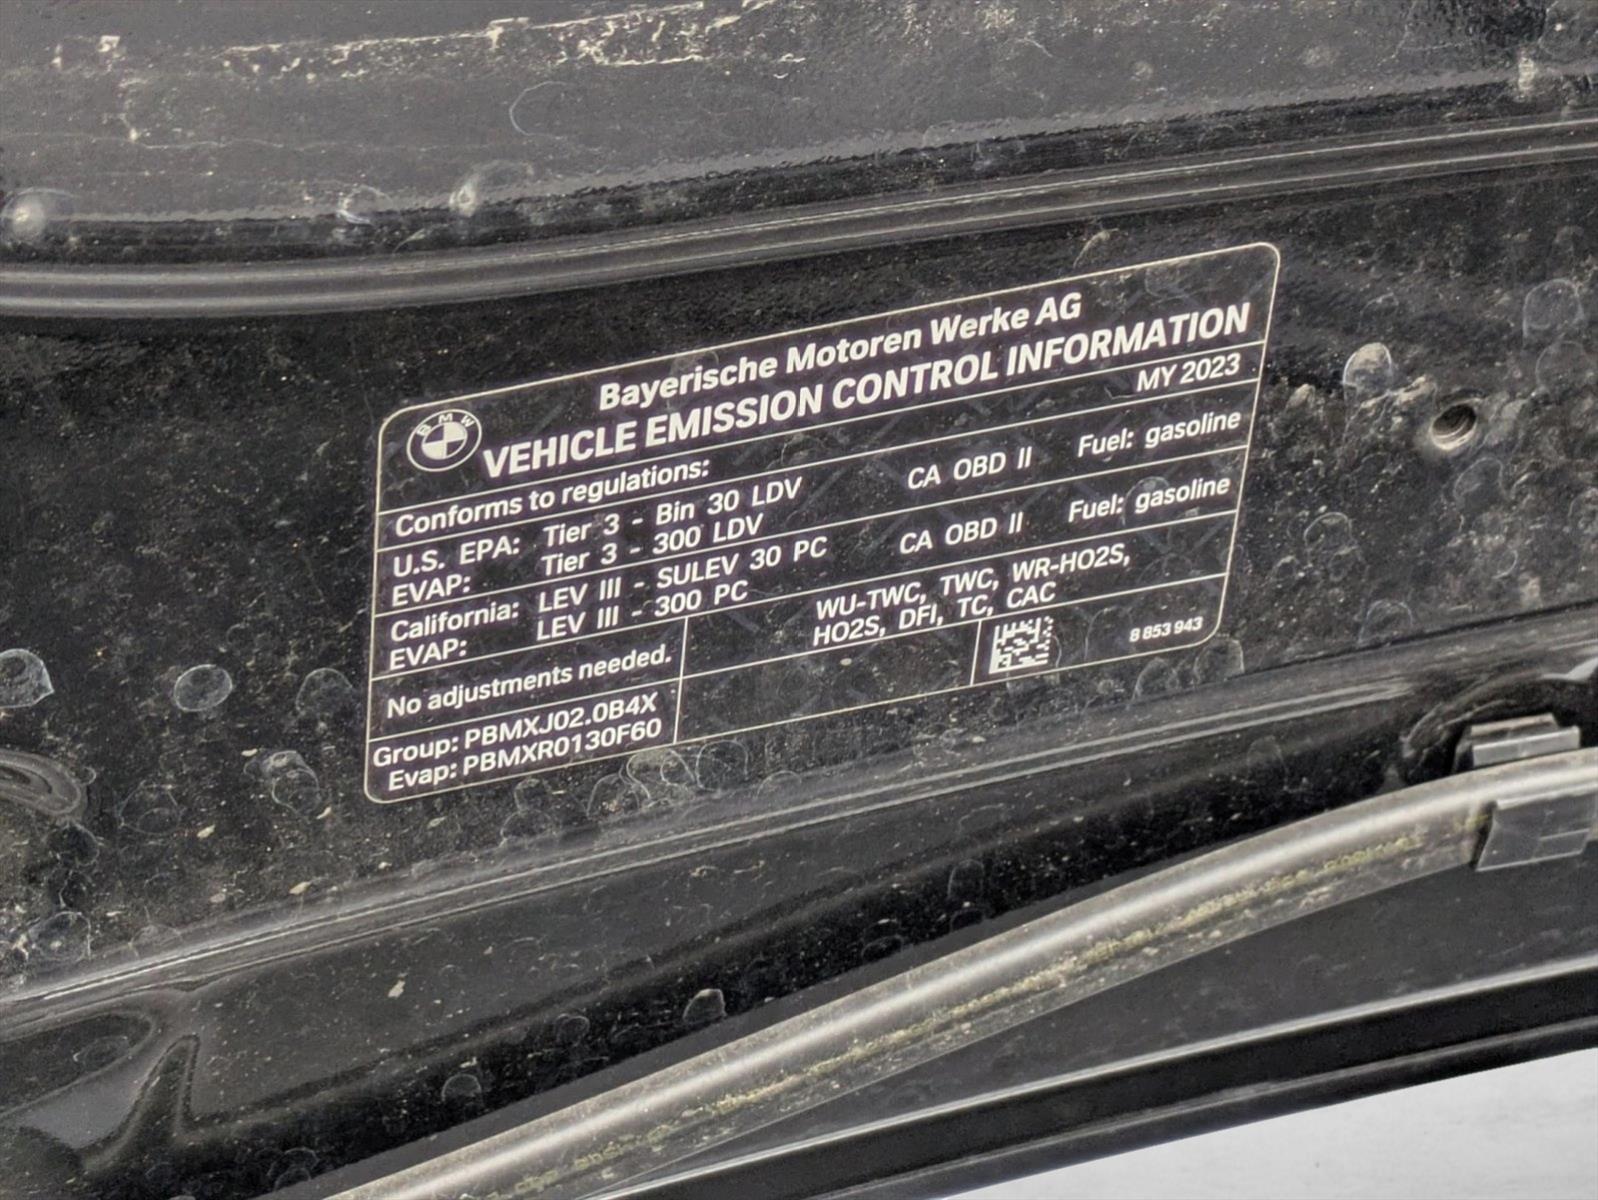 BMW
Bayerische Motoren Werke AG
VEHICLE EMISSION CONTROL INFORMATION
Conforms to regulations: MY 2023
U.S. EPA: Tier 3 - Bin 30 LDV CA OBD II Fuel: gasoline
EVAP: Tier 3 - 300 LDV
California: LEV III - SULEV 30 PC CA OBD II Fuel: gasoline
EVAP: LEV III - 300 PC
No adjustments needed.
WU-TWC, TWC, WR-HO2S,
HO2S, DFI, TC, CAC
Group: PBMXJ02.0B4X
Evap: PBMXR0130F60
8 853 943